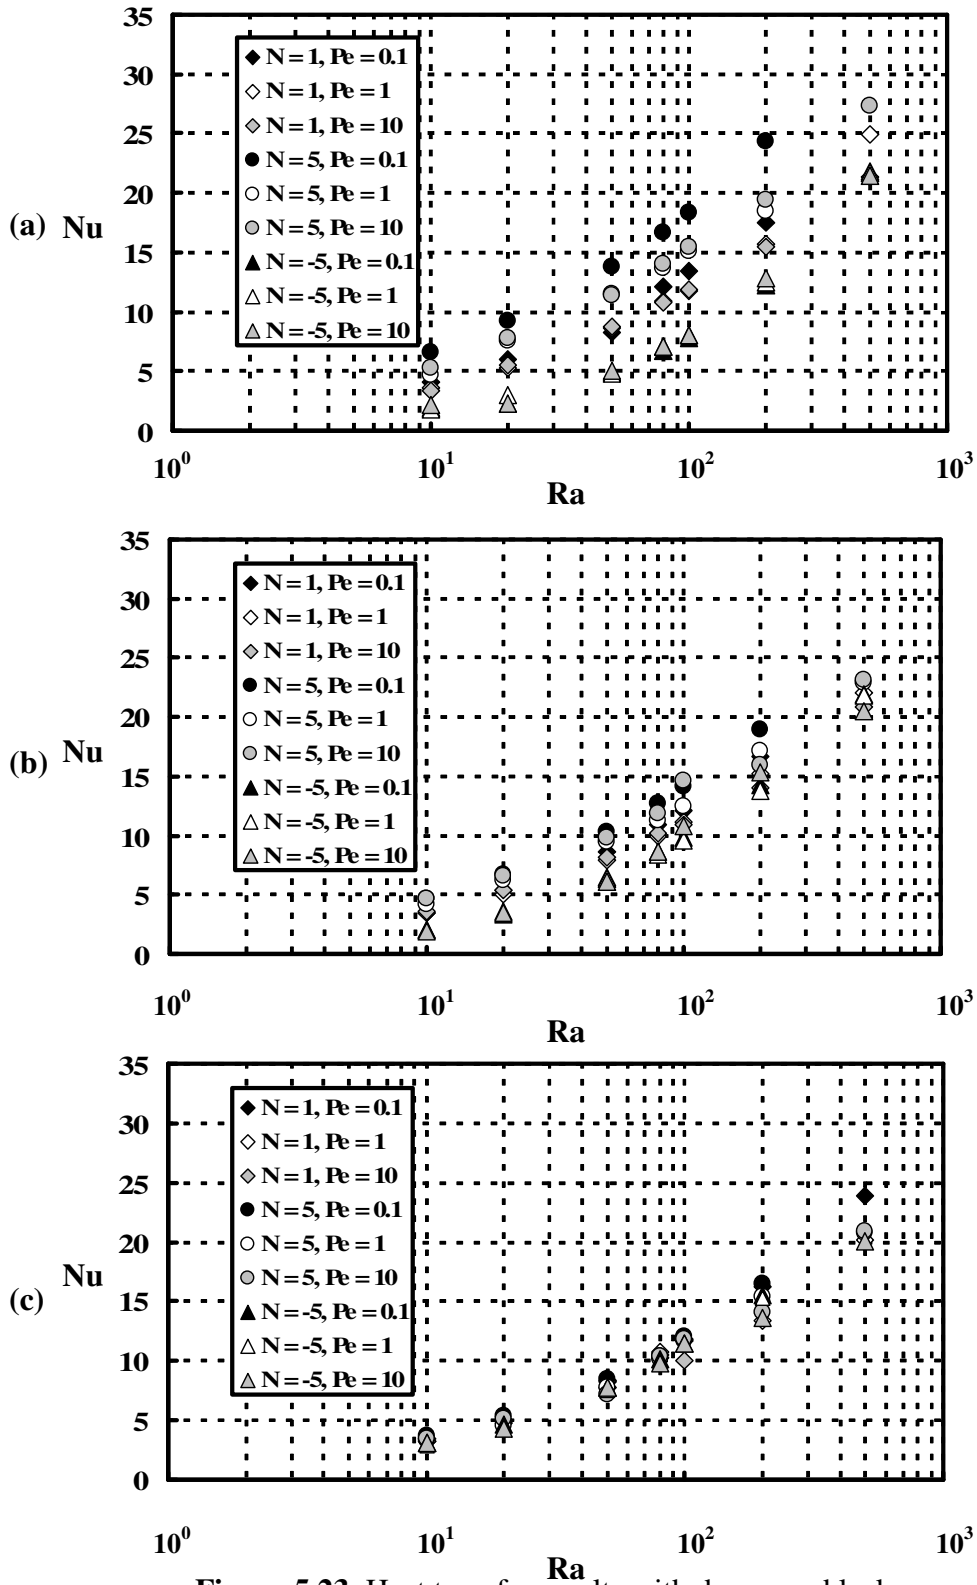 35
30
25
20
15
10
5
0
(a) Nu
N = 1, Pe = 0.1
N = 1, Pe = 1
N = 1, Pe = 10
N = 5, Pe = 0.1
N = 5, Pe = 1
N = 5, Pe = 10
N = -5, Pe = 0.1
N = -5, Pe = 1
N = -5, Pe = 10
10⁰ 10¹ 10² 10³
Ra
35
30
25
20
15
10
5
0
(b) Nu
N = 1, Pe = 0.1
N = 1, Pe = 1
N = 1, Pe = 10
N = 5, Pe = 0.1
N = 5, Pe = 1
N = 5, Pe = 10
N = -5, Pe = 0.1
N = -5, Pe = 1
N = -5, Pe = 10
10⁰ 10¹ 10² 10³
Ra
35
30
25
20
15
10
5
0
(c) Nu
N = 1, Pe = 0.1
N = 1, Pe = 1
N = 1, Pe = 10
N = 5, Pe = 0.1
N = 5, Pe = 1
N = 5, Pe = 10
N = -5, Pe = 0.1
N = -5, Pe = 1
N = -5, Pe = 10
10⁰ 10¹ 10² 10³
Ra
5.23 Heat